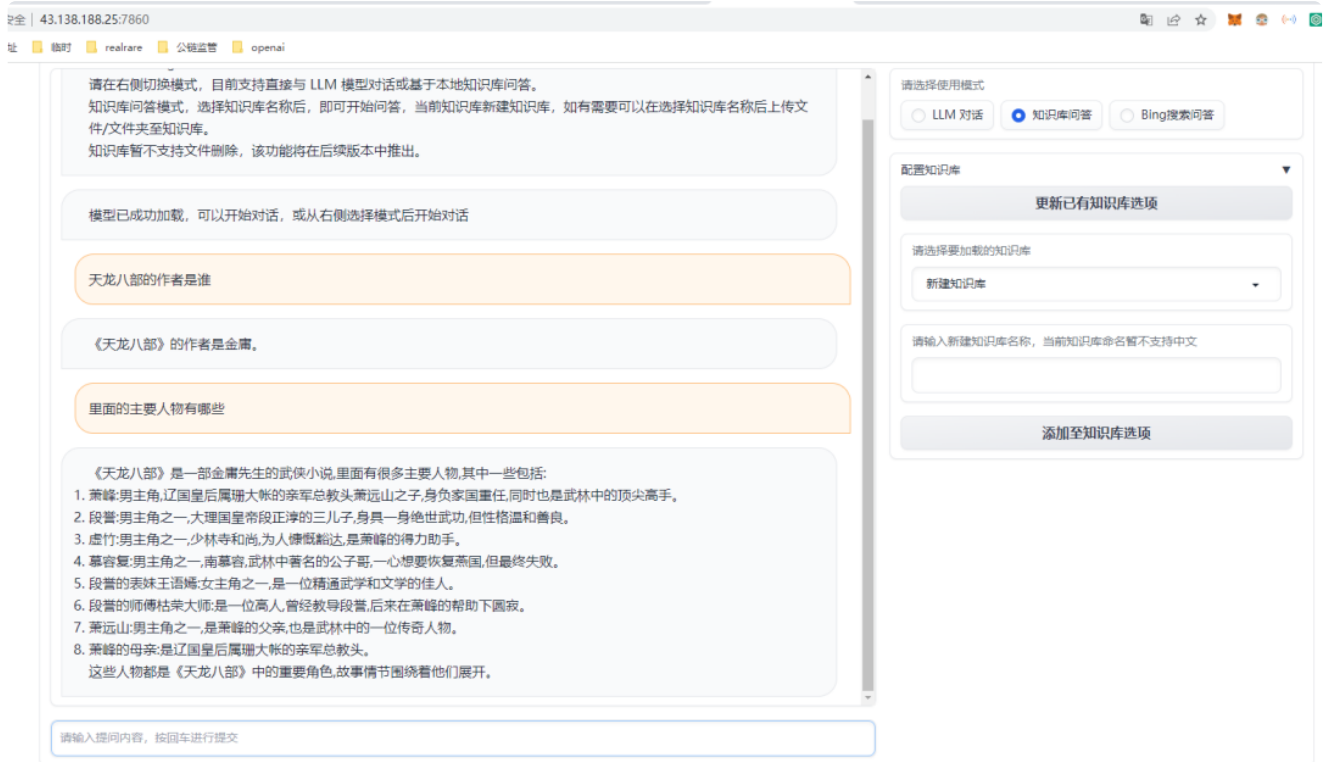 安全 43.138.188.25:7860
址 临时 realrare 公链监管 openai
请在右侧切换模式，目前支持直接与 LLM 模型对话或基于本地知识库问答。
知识库问答模式，选择知识库名称后，即可开始问答，当前知识库新建知识库，如有需要可以在选择知识库名称后上传文
件/文件夹至知识库。
知识库暂不支持文件删除，该功能将在后续版本中推出。
模型已成功加载，可以开始对话，或从右侧选择模式后开始对话
天龙八部的作者是谁
《天龙八部》的作者是金庸。
里面的主要人物有哪些
《天龙八部》是一部金庸先生的武侠小说,里面有很多主要人物,其中一些包括:
1. 萧峰:男主角,辽国皇后属珊大帐的亲军总教头萧远山之子,身负家国重任,同时也是武林中的顶尖高手。
2. 段誉:男主角之一,大理国皇帝段正淳的三儿子,身具一身绝世武功,但性格温和善良。
3. 虚竹:男主角之一,少林寺和尚,为人慷慨豁达,是萧峰的得力助手。
4. 慕容复:男主角之一,南慕容,武林中著名的公子哥,一心想要恢复燕国,但最终失败。
5. 段誉的表妹王语嫣:女主角之一,是一位精通武学和文学的佳人。
6. 段誉的师傅枯荣大师:是一位高人,曾经教导段誉,后来在萧峰的帮助下圆寂。
7. 萧远山:男主角之一,是萧峰的父亲,也是武林中的一位传奇人物。
8. 萧峰的母亲:是辽国皇后属珊大帐的亲军总教头。
这些人物都是《天龙八部》中的重要角色,故事情节围绕着他们展开。
请输入提问内容，按回车进行提交
请选择使用模式
LLM 对话 知识库问答 Bing搜索问答
配置知识库
更新已有知识库选项
请选择要加载的知识库
新建知识库
请输入新建知识库名称，当前知识库命名暂不支持中文
添加至知识库选项